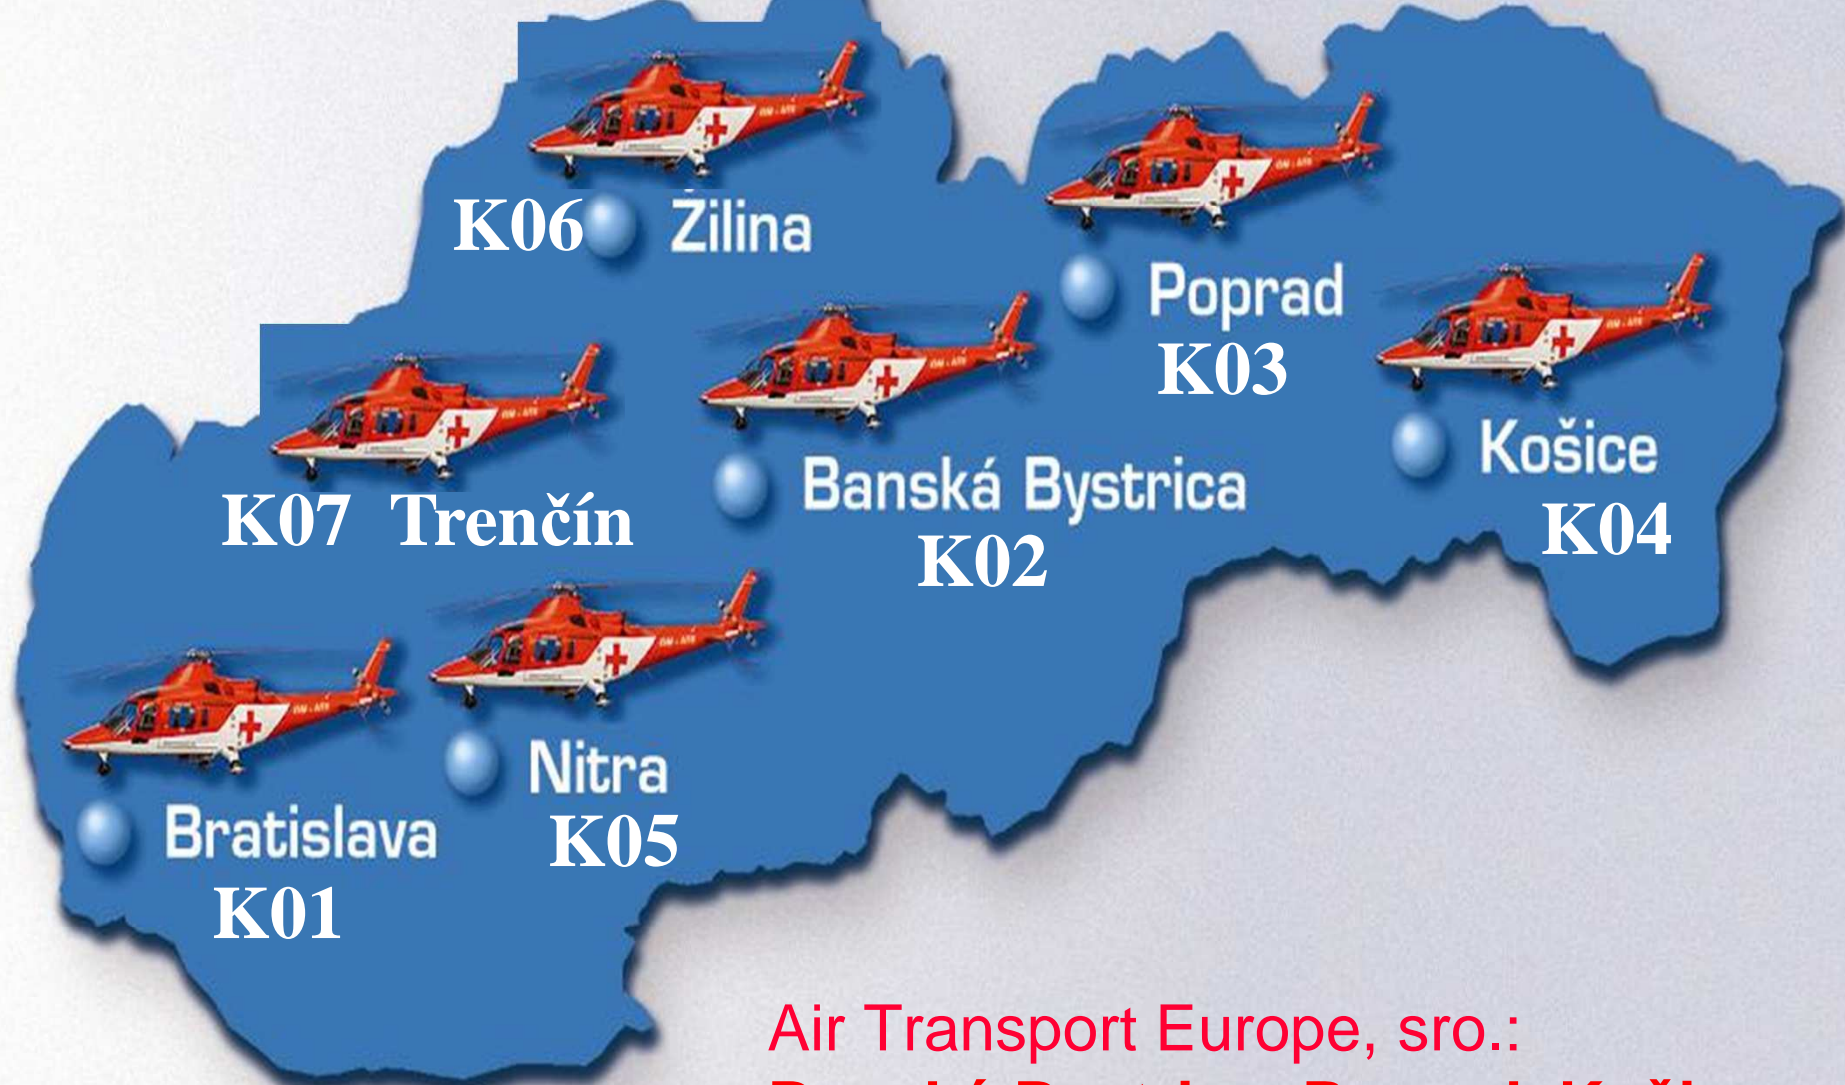 K06 Žilina
Poprad
K03
Košice
K04
Banská Bystrica
K02
K07 Trenčín
Nitra
K05
Bratislava
K01
Air Transport Europe, sro.: